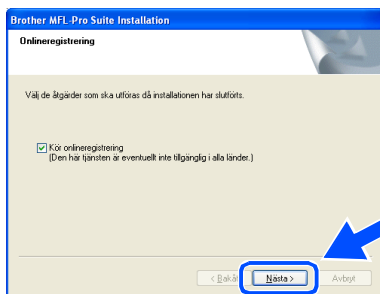 Brother MFL-Pro Suite Installation
Onlineregistrering
Välj de åtgärder som ska utföras då installationen har slutförts.
Kör onlineregistrering
(Den här tjänsten är eventuellt inte tillgänglig i alla länder.)
< Bakåt Nästa > Avbryt